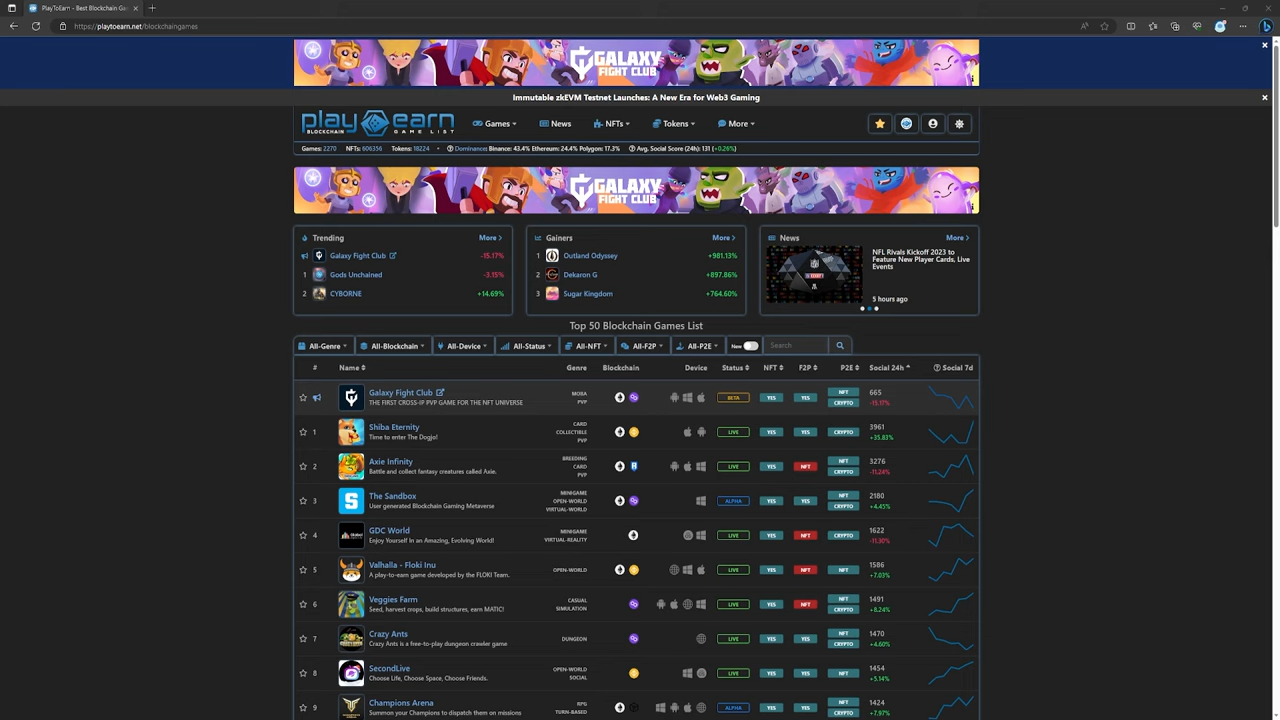 PlayToEarn - Best Blockchain Ga
https://playtoearn.net/blockchaingames
GALAXY
FIGHT CLUB
Immutable zkEVM Testnet Launches: A New Era for Web3 Gaming
play earn
BLOCKCHAIN GAME LIST
Games News NFTs Tokens More
Games: 2270 NFTs: 606356 Tokens: 18224 • Dominance: Binance: 43.4% Ethereum: 24.4% Polygon: 17.3% Avg. Social Score (24h): 131 (+0.26%)
GALAXY
FIGHT CLUB
Trending More
Galaxy Fight Club -15.17%
1 Gods Unchained -3.15%
2 CYBORNE +14.69%
Gainers More
1 Outland Odyssey +981.13%
2 Dekaron G +897.86%
3 Sugar Kingdom +764.60%
News More
NFL Rivals Kickoff 2023 to
Feature New Player Cards, Live
Events
5 hours ago
Top 50 Blockchain Games List
All-Genre All-Blockchain All-Device All-Status All-NFT All-F2P All-P2E New Search
# Name Genre Blockchain Device Status NFT F2P P2E Social 24h Social 7d
Galaxy Fight Club
THE FIRST CROSS-IP PVP GAME FOR THE NFT UNIVERSE
MOBA
PVP
BETA YES YES NFT
CRYPTO
665
-15.17%
1 Shiba Eternity
Time to enter The Dogjo!
CARD
COLLECTIBLE
PVP
LIVE YES YES CRYPTO
3961
+35.83%
2 Axie Infinity
Battle and collect fantasy creatures called Axie.
BREEDING
CARD
PVP
LIVE YES NFT NFT
CRYPTO
3276
-11.24%
3 The Sandbox
User generated Blockchain Gaming Metaverse
MINIGAME
OPEN-WORLD
VIRTUAL-WORLD
ALPHA YES YES NFT
CRYPTO
2180
+4.45%
4 GDC World
Enjoy Yourself In an Amazing, Evolving World!
MINIGAME
VIRTUAL-REALITY
LIVE YES NFT CRYPTO
1622
-11.30%
5 Valhalla - Floki Inu
A play-to-earn game developed by the FLOKI Team.
OPEN-WORLD
LIVE YES NFT NFT
CRYPTO
1586
+7.03%
6 Veggies Farm
Seed, harvest crops, build structures, earn MATIC!
CASUAL
SIMULATION
LIVE YES NFT NFT
CRYPTO
1491
+8.24%
7 Crazy Ants
Crazy Ants is a free-to-play dungeon crawler game
DUNGEON
LIVE YES YES NFT
CRYPTO
1470
+4.60%
8 SecondLive
Choose Life, Choose Space, Choose Friends.
OPEN-WORLD
SOCIAL
LIVE YES YES NFT
1454
+5.14%
9 Champions Arena
Summon your Champions to dispatch them on missions
RPG
TURN-BASED
ALPHA YES YES NFT
CRYPTO
1424
+7.97%